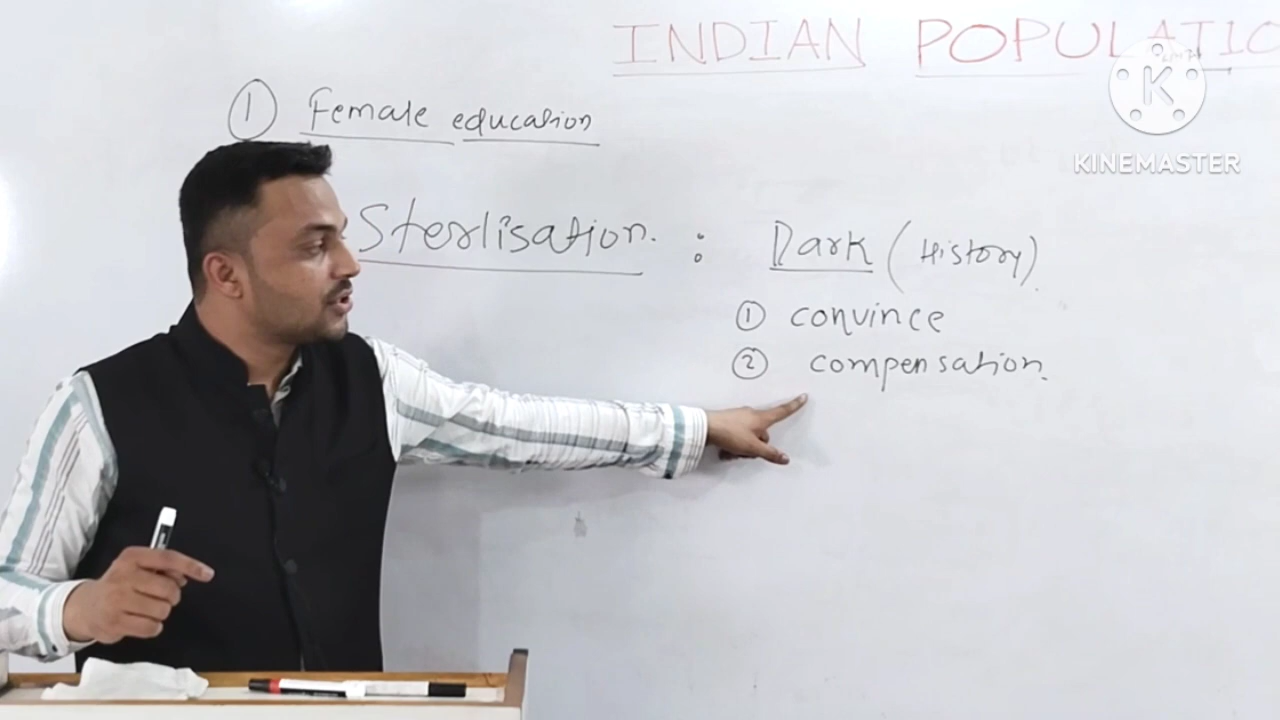 INDIAN POPULATIO
① Female education
Sterlisation. : Dark (History)
① convince
② compensation.
K
KINEMASTER